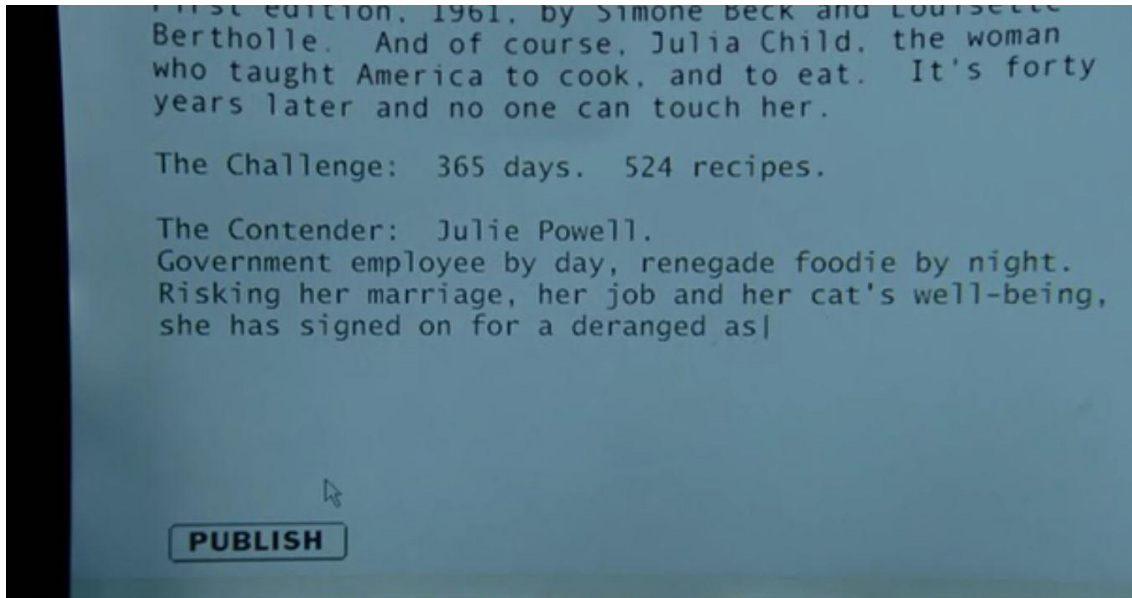 First edition, 1961, by Simone Beck and Louisette
Bertholle. And of course, Julia Child, the woman
who taught America to cook, and to eat. It's forty
years later and no one can touch her.
The Challenge: 365 days. 524 recipes.
The Contender: Julie Powell.
Government employee by day, renegade foodie by night.
Risking her marriage, her job and her cat's well-being,
she has signed on for a deranged as
PUBLISH